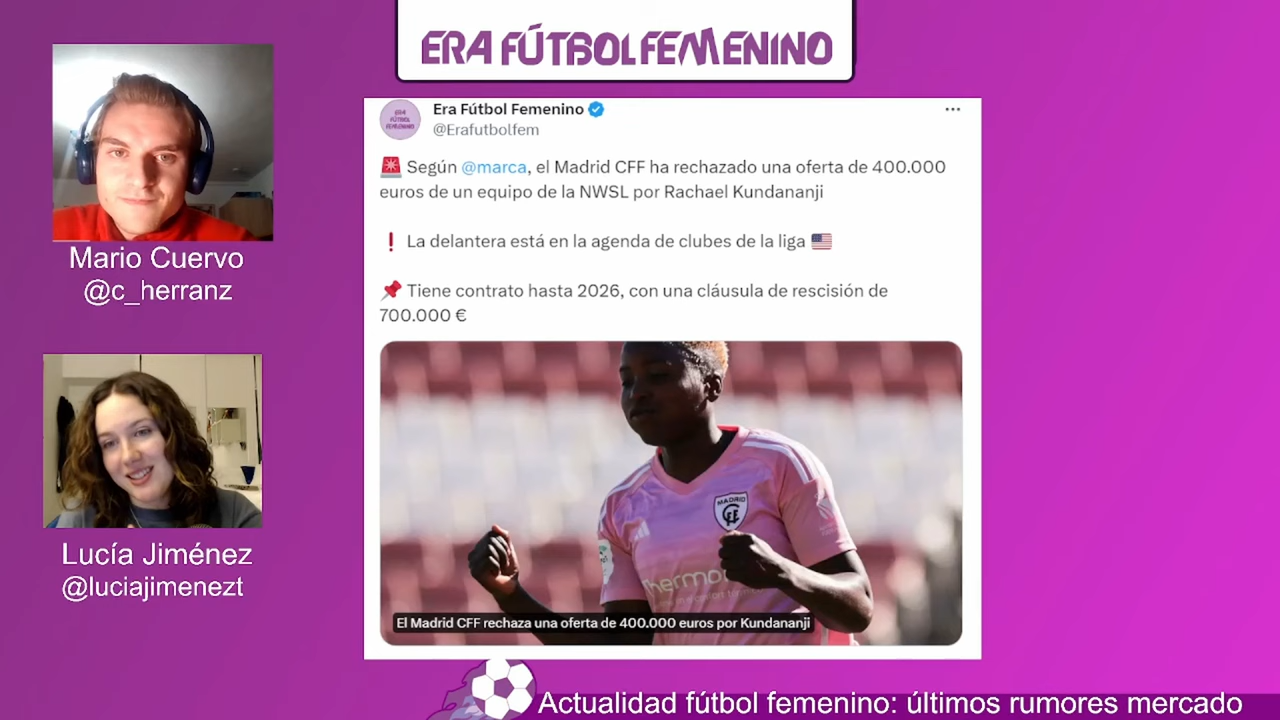 ERA FÚTBOL FEMENINO
Era Fútbol Femenino
@Erafutbolfem
Según @marca, el Madrid CFF ha rechazado una oferta de 400.000
euros de un equipo de la NWSL por Rachael Kundananji
La delantera está en la agenda de clubes de la liga
Tiene contrato hasta 2026, con una cláusula de rescisión de
700.000 €
MADRID
CFF
El Madrid CFF rechaza una oferta de 400.000 euros por Kundananji
Mario Cuervo
@c_herranz
Lucía Jiménez
@luciajimenezt
Actualidad fútbol femenino: últimos rumores mercado